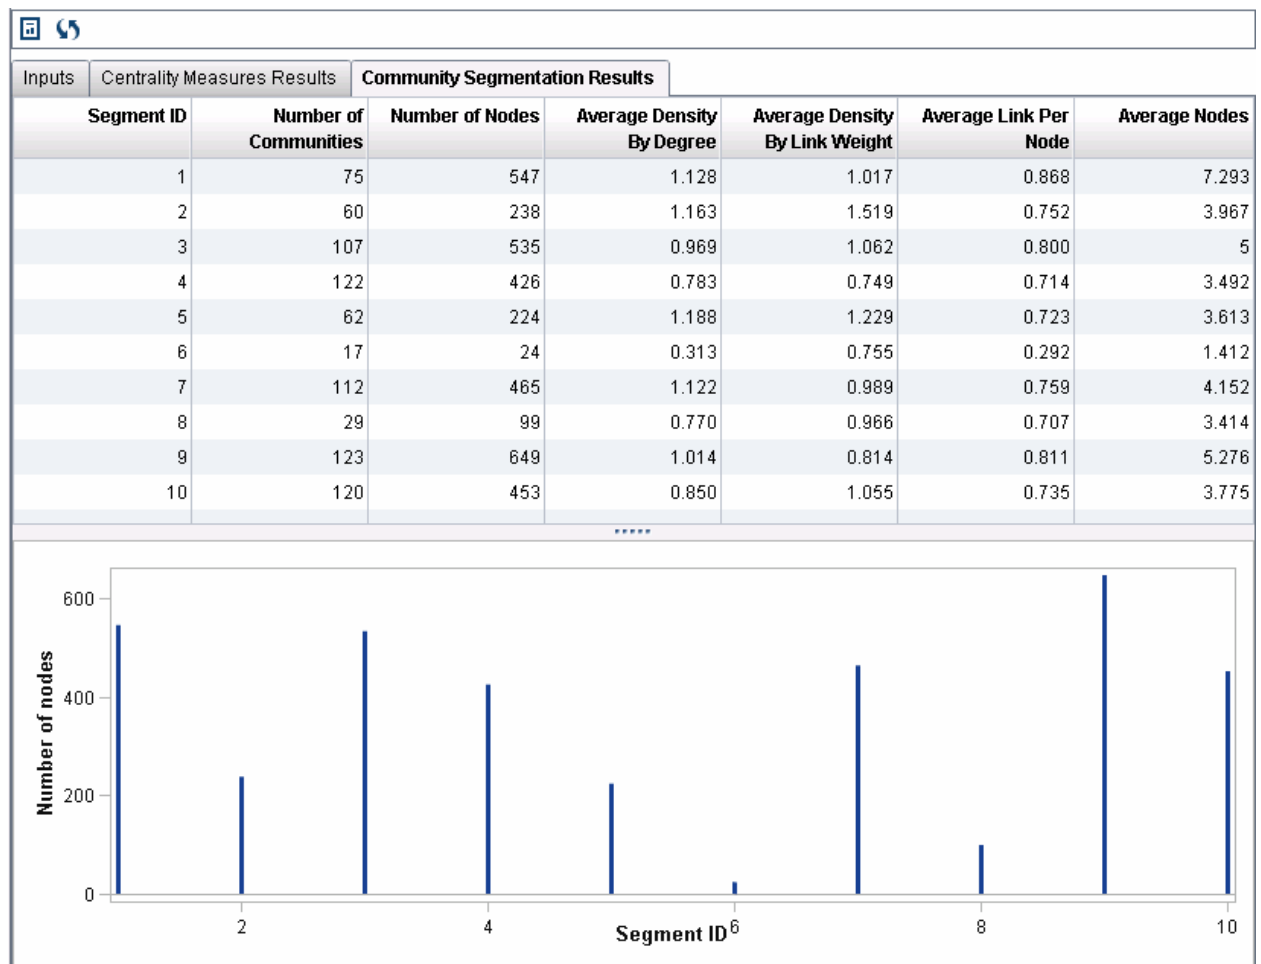 Inputs Centrality Measures Results Community Segmentation Results
Segment ID Number of Communities Number of Nodes Average Density By Degree Average Density By Link Weight Average Link Per Node Average Nodes
1 75 547 1.128 1.017 0.868 7.293
2 60 238 1.163 1.519 0.752 3.967
3 107 535 0.969 1.062 0.800 5
4 122 426 0.783 0.749 0.714 3.492
5 62 224 1.188 1.229 0.723 3.613
6 17 24 0.313 0.755 0.292 1.412
7 112 465 1.122 0.989 0.759 4.152
8 29 99 0.770 0.966 0.707 3.414
9 123 649 1.014 0.814 0.811 5.276
10 120 453 0.850 1.055 0.735 3.775
Number of nodes
600
400
200
0
2 4 6 8 10
Segment ID